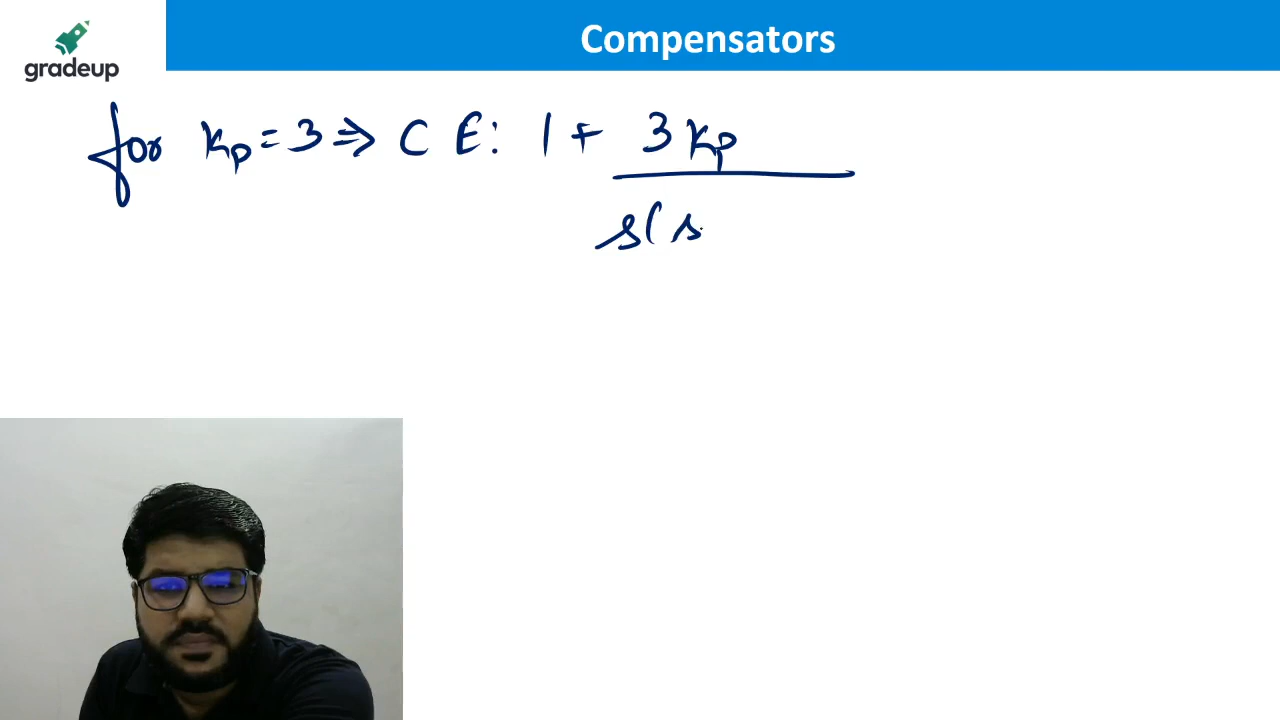 gradeup
Compensators
for Kp = 3 ⇒ C E: 1 + 3 Kp
s(s